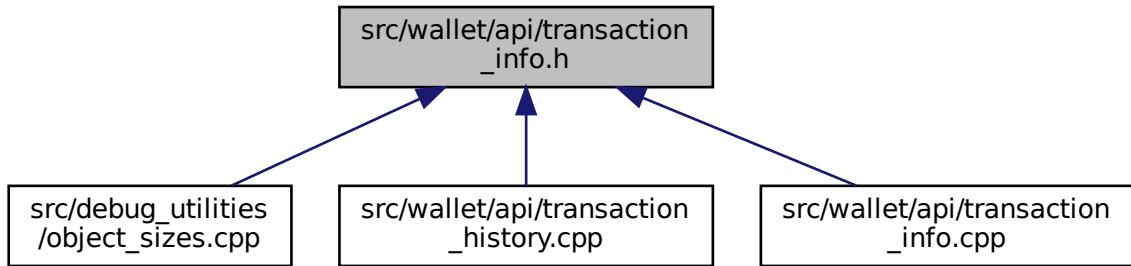 src/wallet/api/transaction
_info.h
src/debug_utilities
/object_sizes.cpp
src/wallet/api/transaction
_history.cpp
src/wallet/api/transaction
_info.cpp